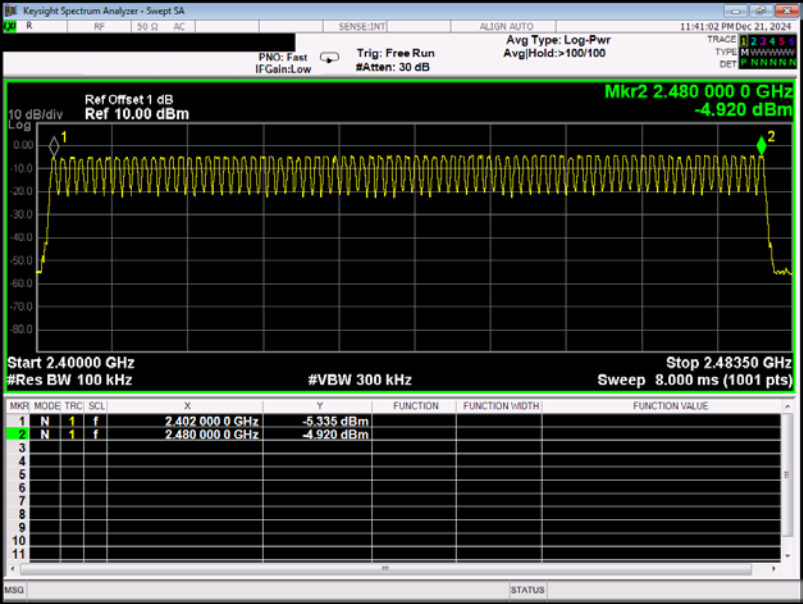 Keysight Spectrum Analyzer - Swept SA
R RF 50 Ω AC SENSE:INT ALIGN AUTO 11:41:02 PM Dec 21, 2024
PNO: Fast
IFGain:Low
Trig: Free Run
#Atten: 30 dB
Avg Type: Log-Pwr
Avg|Hold:>100/100
TRACE 1 2 3 4 5 6
TYPE M
DET P N N N N N
Mkr2 2.480 000 0 GHz
-4.920 dBm
Ref Offset 1 dB
10 dB/div Ref 10.00 dBm
Log
1
2
0.00
-10.0
-20.0
-30.0
-40.0
-50.0
-60.0
-70.0
-80.0
Start 2.40000 GHz Stop 2.48350 GHz
#Res BW 100 kHz #VBW 300 kHz Sweep 8.000 ms (1001 pts)
MKR MODE TRC SCL X Y FUNCTION FUNCTION WIDTH FUNCTION VALUE
1 N 1 f 2.402 000 0 GHz -5.335 dBm
2 N 1 f 2.480 000 0 GHz -4.920 dBm
3
4
5
6
7
8
9
10
11
MSG STATUS